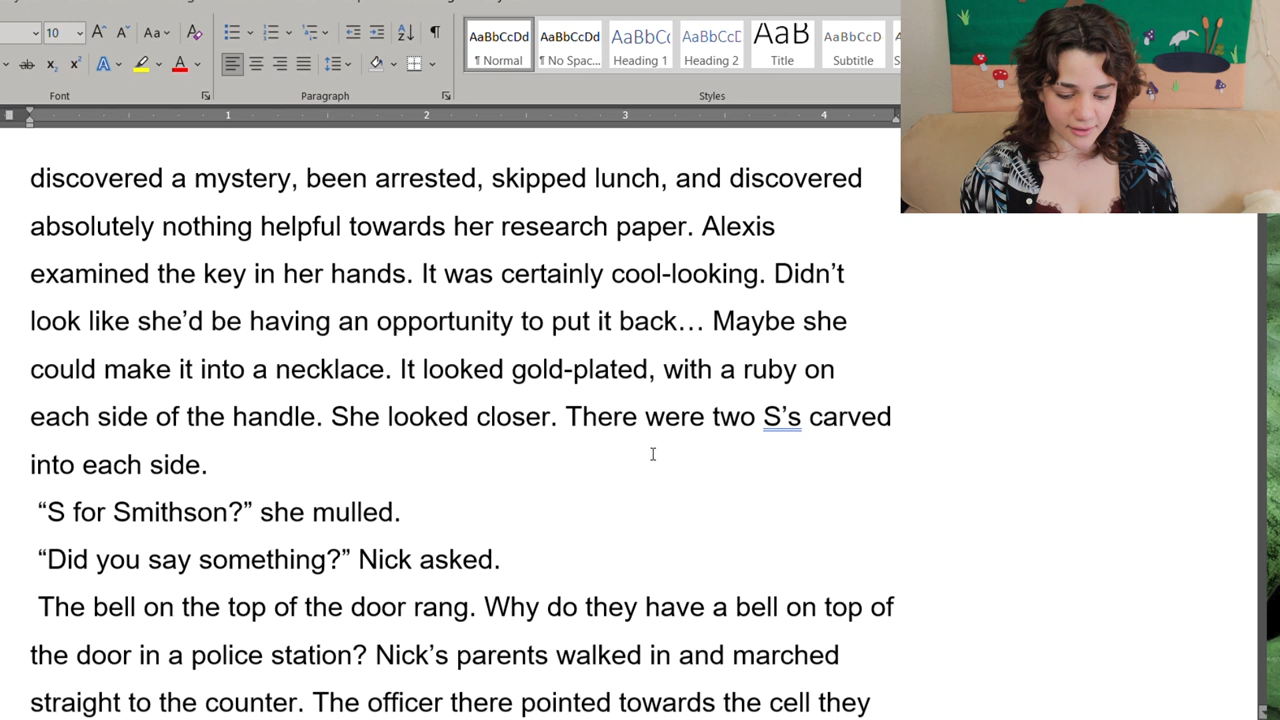 10
Aa
AaBbCcDd
AaBbCcDd
AaBbCc
AaBbCcD
AaB
AaBbCcD
¶ Normal
¶ No Spac...
Heading 1
Heading 2
Title
Subtitle
Font
Paragraph
Styles
1 2 3 4
discovered a mystery, been arrested, skipped lunch, and discovered
absolutely nothing helpful towards her research paper. Alexis
examined the key in her hands. It was certainly cool-looking. Didn’t
look like she’d be having an opportunity to put it back… Maybe she
could make it into a necklace. It looked gold-plated, with a ruby on
each side of the handle. She looked closer. There were two S’s carved
into each side.
“S for Smithson?” she mulled.
“Did you say something?” Nick asked.
The bell on the top of the door rang. Why do they have a bell on top of
the door in a police station? Nick’s parents walked in and marched
straight to the counter. The officer there pointed towards the cell they